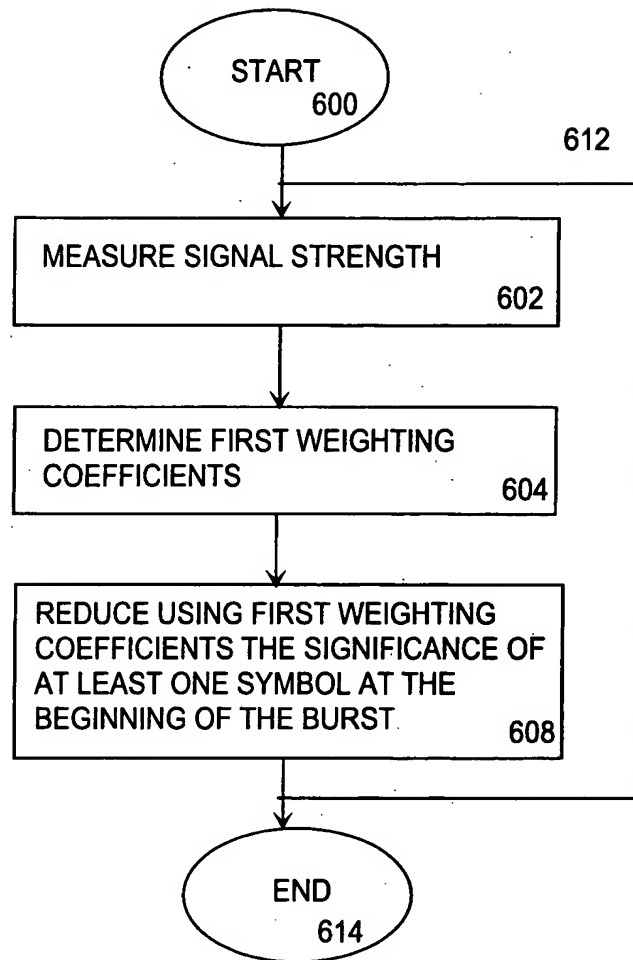 START
600
612
MEASURE SIGNAL STRENGTH
602
DETERMINE FIRST WEIGHTING
COEFFICIENTS
604
REDUCE USING FIRST WEIGHTING
COEFFICIENTS THE SIGNIFICANCE OF
AT LEAST ONE SYMBOL AT THE
BEGINNING OF THE BURST
608
END
614